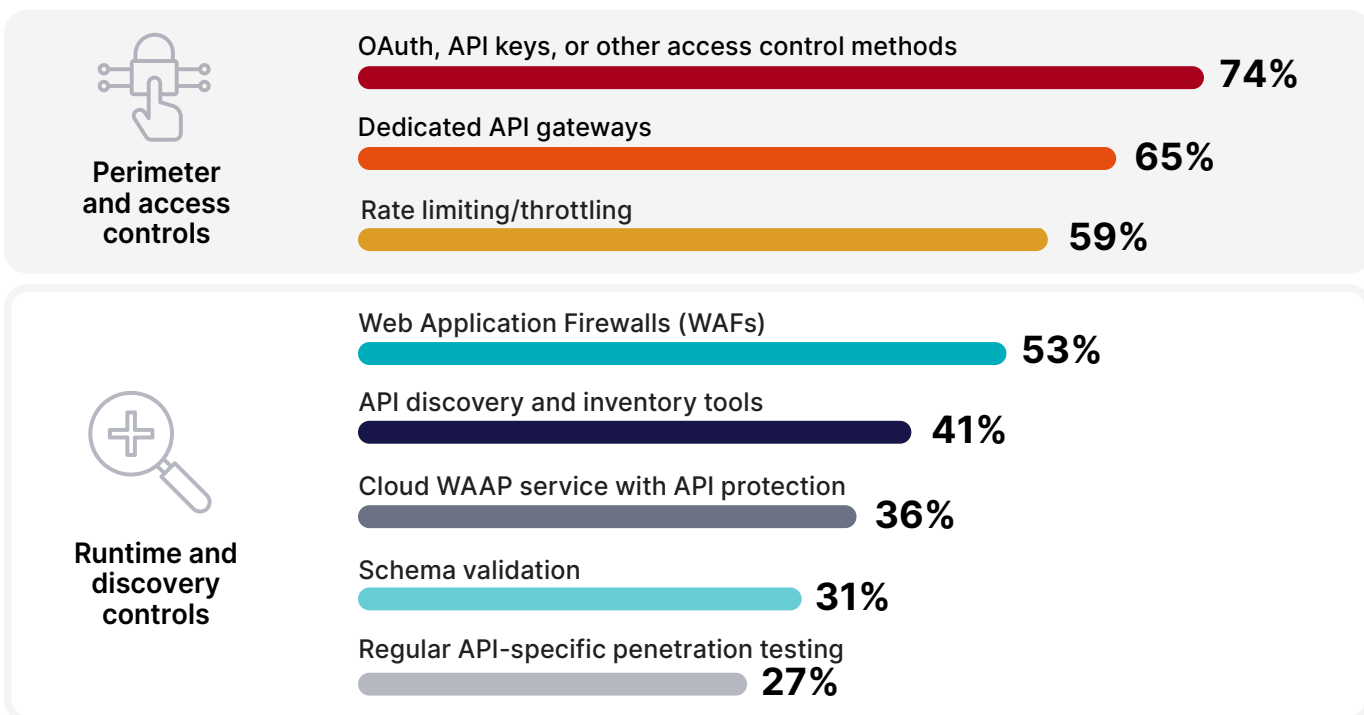 Perimeter
and access
controls
OAuth, API keys, or other access control methods
74%
Dedicated API gateways
65%
Rate limiting/throttling
59%
Runtime and
discovery
controls
Web Application Firewalls (WAFs)
53%
API discovery and inventory tools
41%
Cloud WAAP service with API protection
36%
Schema validation
31%
Regular API-specific penetration testing
27%